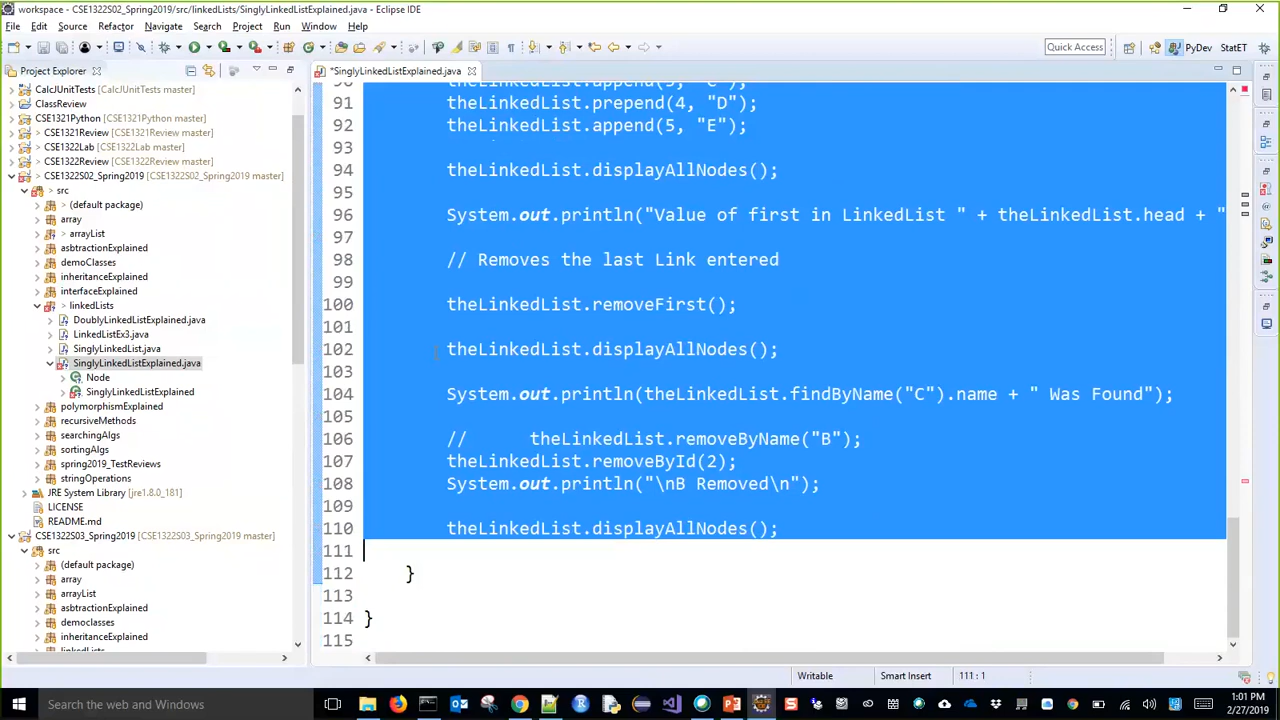 workspace - CSE1322S02_Spring2019/src/linkedLists/SinglyLinkedListExplained.java - Eclipse IDE
File Edit Source Refactor Navigate Search Project Run Window Help
Quick Access
PyDev
StatET
Project Explorer
*SinglyLinkedListExplained.java
CalcJUnitTests [CalcJUnitTests master]
ClassReview
CSE1321Python [CSE1321Python master]
CSE1321Review [CSE1321Review master]
CSE1322Lab [CSE1322Lab master]
CSE1322Review [CSE1322Review master]
CSE1322S02_Spring2019 [CSE1322S02_Spring2019 master]
src
(default package)
array
arrayList
asbtractionExplained
demoClasses
inheritanceExplained
interfaceExplained
linkedLists
DoublyLinkedListExplained.java
LinkedListEx3.java
SinglyLinkedList.java
SinglyLinkedListExplained.java
Node
SinglyLinkedListExplained
polymorphismExplained
recursiveMethods
searchingAlgs
sortingAlgs
spring2019_TestReviews
stringOperations
JRE System Library [jre1.8.0_181]
LICENSE
README.md
CSE1322S03_Spring2019 [CSE1322S03_Spring2019 master]
src
(default package)
array
arrayList
asbtractionExplained
democlasses
inheritanceExplained
linkedLists
90 theLinkedList.append(3, "C");
91 theLinkedList.prepend(4, "D");
92 theLinkedList.append(5, "E");
93
94 theLinkedList.displayAllNodes();
95
96 System.out.println("Value of first in LinkedList " + theLinkedList.head + "
97
98 // Removes the last Link entered
99
100 theLinkedList.removeFirst();
101
102 theLinkedList.displayAllNodes();
103
104 System.out.println(theLinkedList.findByName("C").name + " Was Found");
105
106 // theLinkedList.removeByName("B");
107 theLinkedList.removeById(2);
108 System.out.println("\nB Removed\n");
109
110 theLinkedList.displayAllNodes();
111
112 }
113
114 }
115
Writable Smart Insert 111 : 1
Search the web and Windows
1:01 PM
2/27/2019